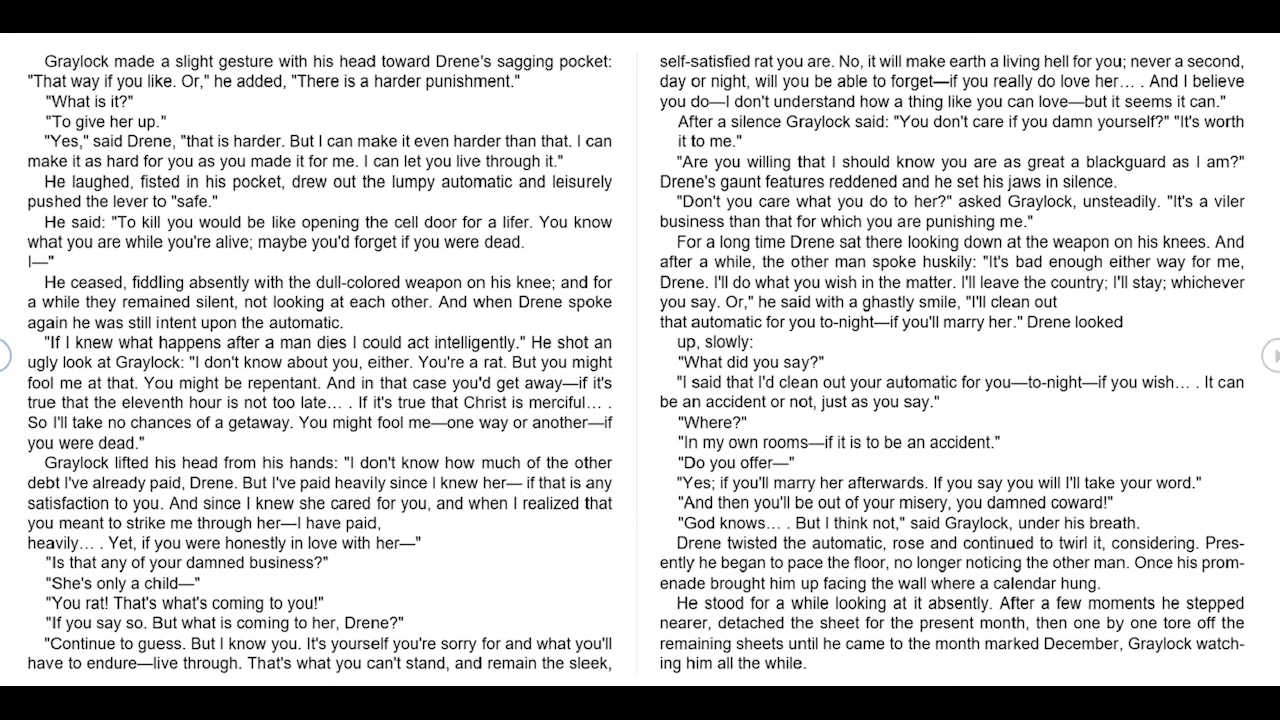 Graylock made a slight gesture with his head toward Drene's sagging pocket:
"That way if you like. Or," he added, "There is a harder punishment."
"What is it?"
"To give her up."
"Yes," said Drene, "that is harder. But I can make it even harder than that. I can
make it as hard for you as you made it for me. I can let you live through it."
He laughed, fisted in his pocket, drew out the lumpy automatic and leisurely
pushed the lever to "safe."
He said: "To kill you would be like opening the cell door for a lifer. You know
what you are while you're alive; maybe you'd forget if you were dead.
I—"
He ceased, fiddling absently with the dull-colored weapon on his knee; and for
a while they remained silent, not looking at each other. And when Drene spoke
again he was still intent upon the automatic.
"If I knew what happens after a man dies I could act intelligently." He shot an
ugly look at Graylock: "I don't know about you, either. You're a rat. But you might
fool me at that. You might be repentant. And in that case you'd get away—if it's
true that the eleventh hour is not too late… . If it's true that Christ is merciful… .
So I'll take no chances of a getaway. You might fool me—one way or another—if
you were dead."
Graylock lifted his head from his hands: "I don't know how much of the other
debt I've already paid, Drene. But I've paid heavily since I knew her— if that is any
satisfaction to you. And since I knew she cared for you, and when I realized that
you meant to strike me through her—I have paid,
heavily… . Yet, if you were honestly in love with her—"
"Is that any of your damned business?"
"She's only a child—"
"You rat! That's what's coming to you!"
"If you say so. But what is coming to her, Drene?"
"Continue to guess. But I know you. It's yourself you're sorry for and what you'll
have to endure—live through. That's what you can't stand, and remain the sleek,
self-satisfied rat you are. No, it will make earth a living hell for you; never a second,
day or night, will you be able to forget—if you really do love her… . And I believe
you do—I don't understand how a thing like you can love—but it seems it can."
After a silence Graylock said: "You don't care if you damn yourself?" "It's worth
it to me."
"Are you willing that I should know you are as great a blackguard as I am?"
Drene's gaunt features reddened and he set his jaws in silence.
"Don't you care what you do to her?" asked Graylock, unsteadily. "It's a viler
business than that for which you are punishing me."
For a long time Drene sat there looking down at the weapon on his knees. And
after a while, the other man spoke huskily: "It's bad enough either way for me,
Drene. I'll do what you wish in the matter. I'll leave the country; I'll stay; whichever
you say. Or," he said with a ghastly smile, "I'll clean out
that automatic for you to-night—if you'll marry her." Drene looked
up, slowly:
"What did you say?"
"I said that I'd clean out your automatic for you—to-night—if you wish… . It can
be an accident or not, just as you say."
"Where?"
"In my own rooms—if it is to be an accident."
"Do you offer—"
"Yes; if you'll marry her afterwards. If you say you will I'll take your word."
"And then you'll be out of your misery, you damned coward!"
"God knows… . But I think not," said Graylock, under his breath.
Drene twisted the automatic, rose and continued to twirl it, considering. Pres-
ently he began to pace the floor, no longer noticing the other man. Once his prom-
enade brought him up facing the wall where a calendar hung.
He stood for a while looking at it absently. After a few moments he stepped
nearer, detached the sheet for the present month, then one by one tore off the
remaining sheets until he came to the month marked December, Graylock watch-
ing him all the while.